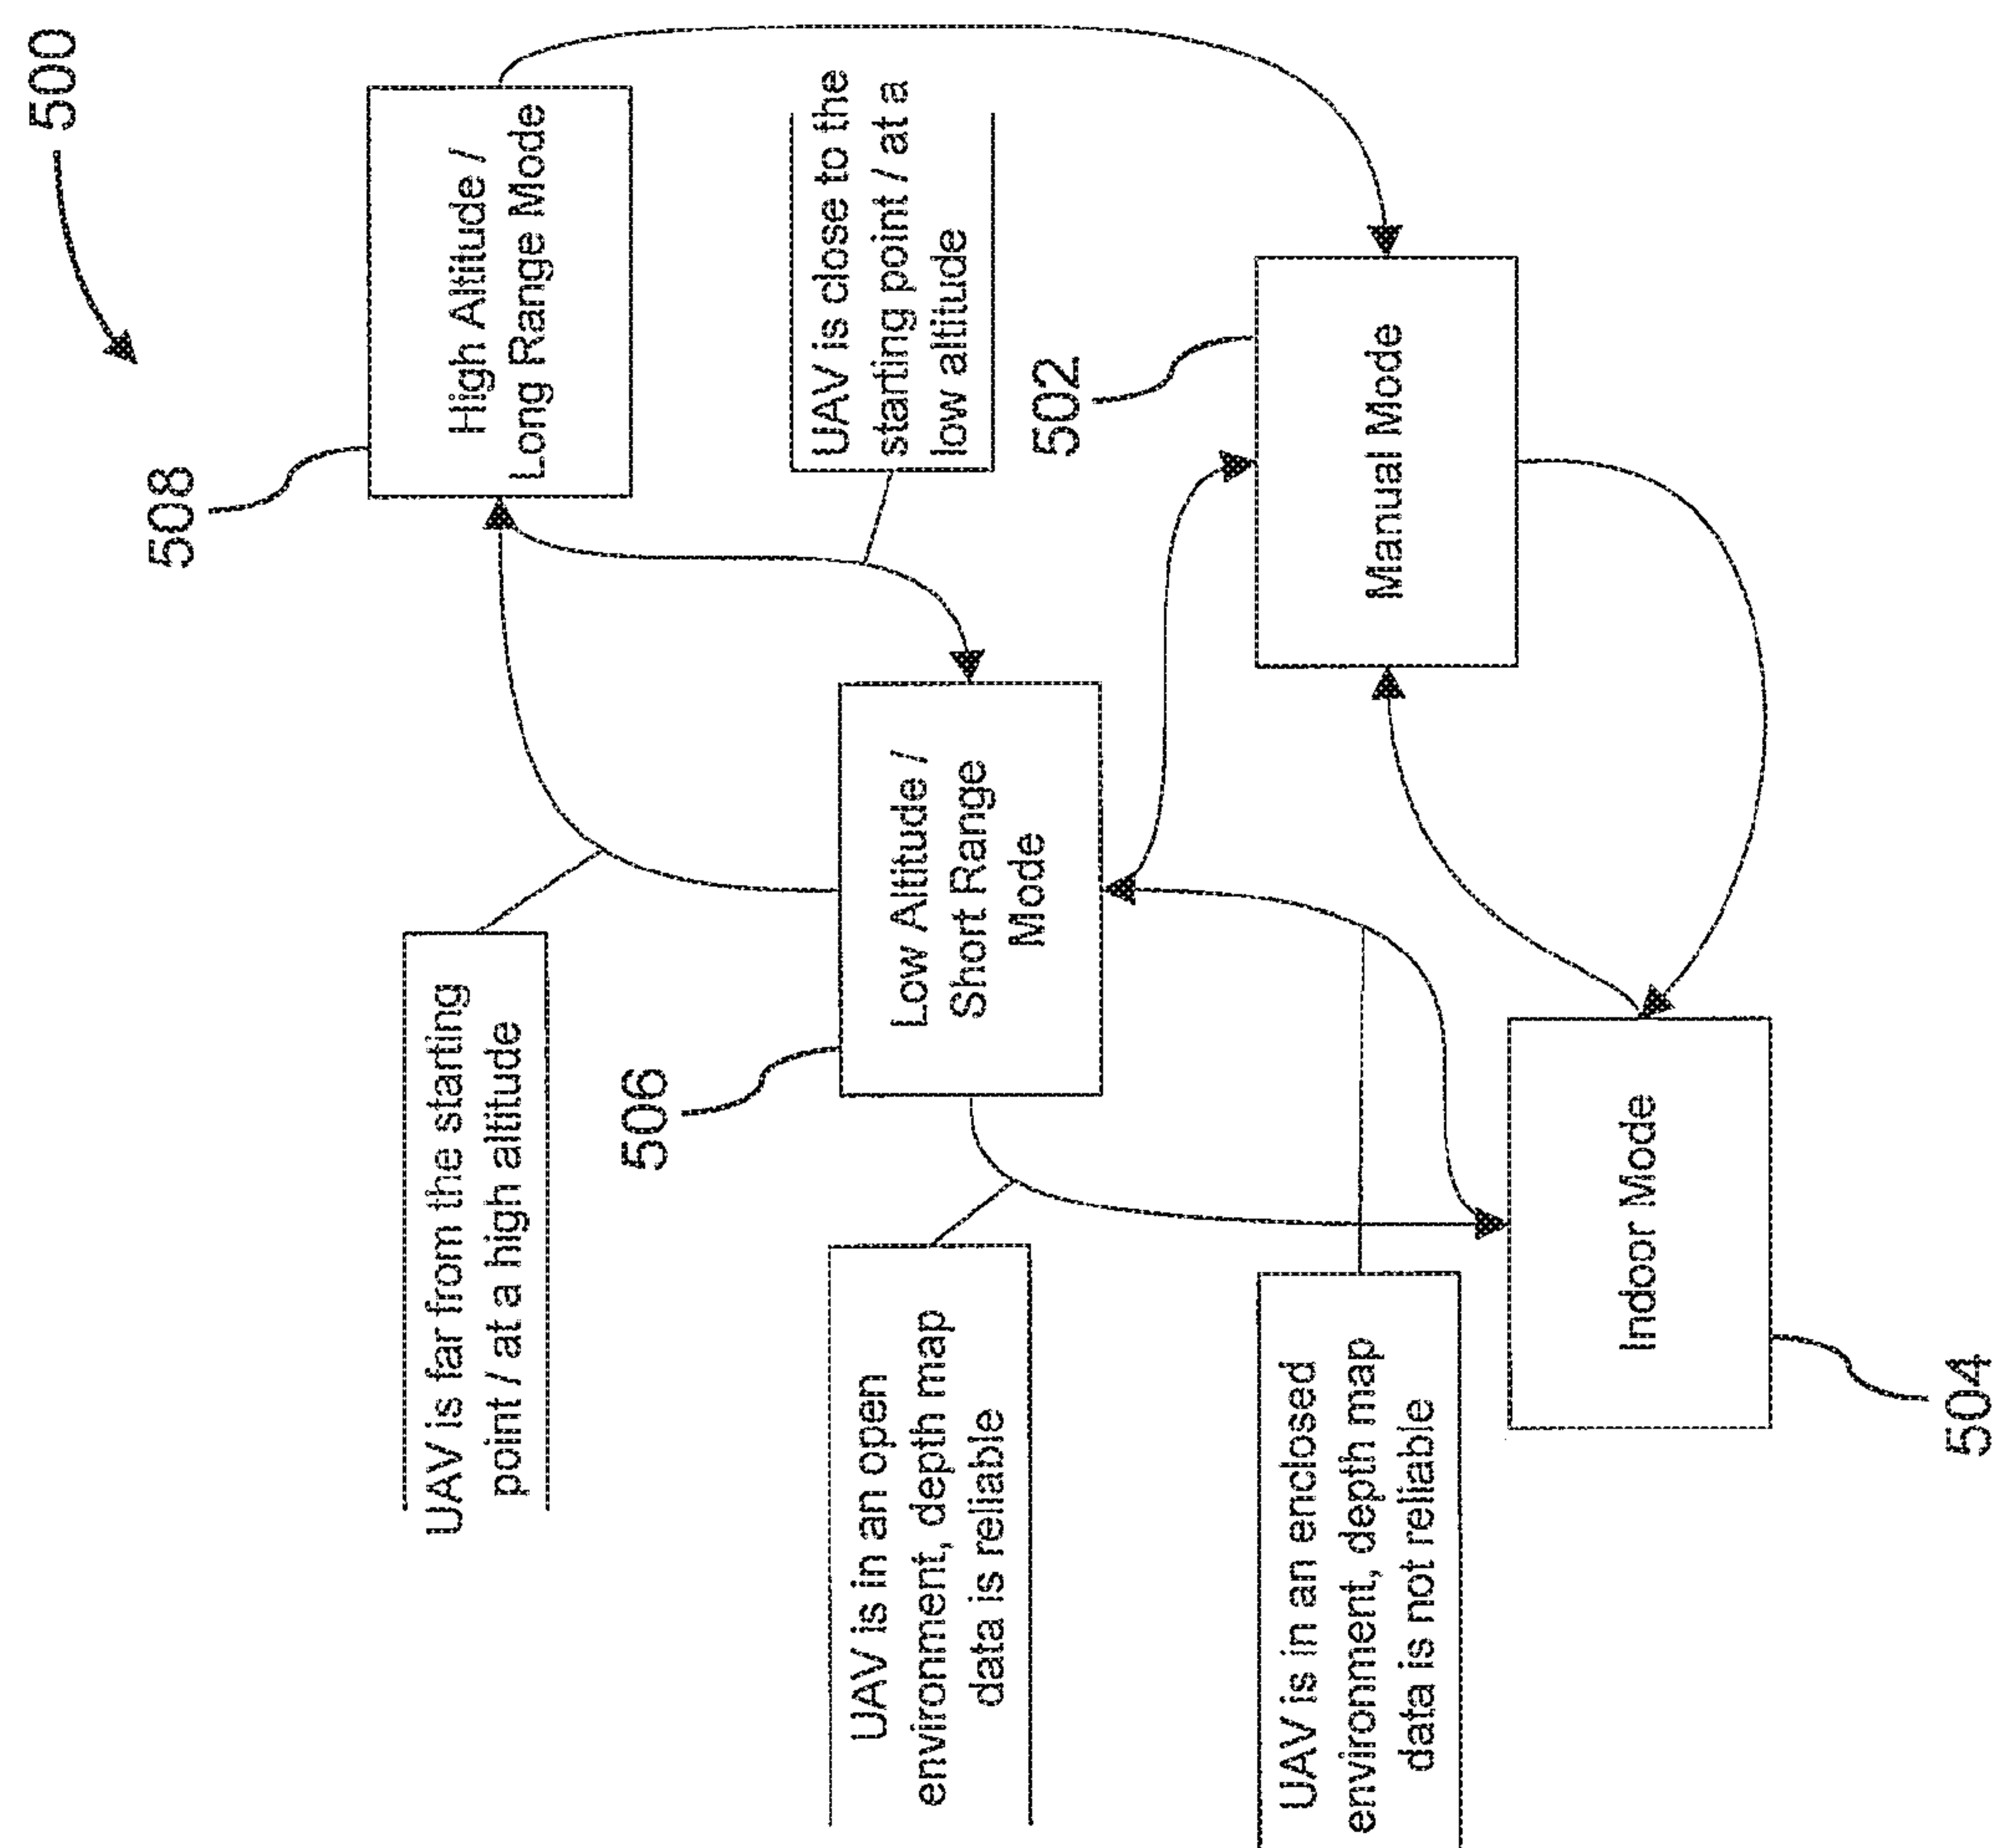 500
508
High Altitude /
Long Range Mode
UAV is close to the
starting point / at a
low altitude
502
Manual Mode
UAV is far from the starting
point / at a high altitude
506
Low Altitude /
Short Range
Mode
UAV is in an open
environment, depth map
data is reliable
UAV is in an enclosed
environment, depth map
data is not reliable
Indoor Mode
504